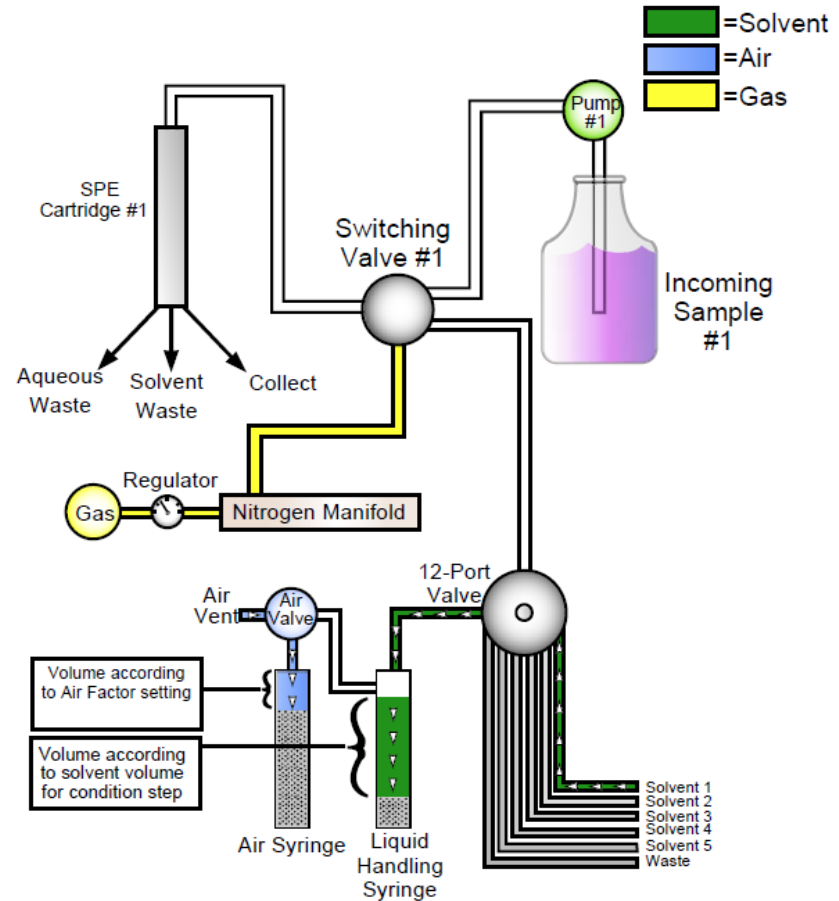 =Solvent
=Air
=Gas
Pump
#1
SPE
Cartridge #1
Switching
Valve #1
Incoming
Sample
#1
Aqueous
Waste
Solvent
Waste
Collect
Regulator
Gas
Nitrogen Manifold
12-Port
Valve
Air
Vent
Air
Valve
Volume according
to Air Factor setting
Volume according
to solvent volume
for condition step
Solvent 1
Solvent 2
Solvent 3
Solvent 4
Solvent 5
Waste
Air Syringe
Liquid
Handling
Syringe